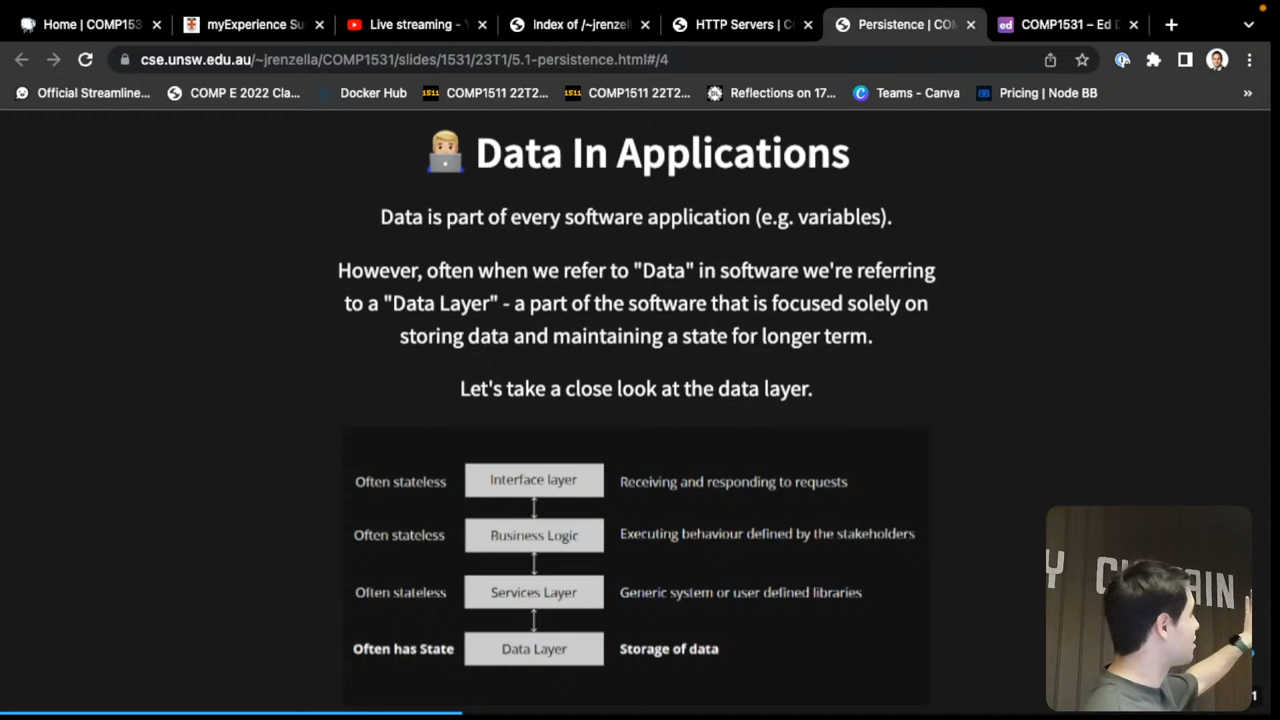 Home | COMP153
myExperience Su
Live streaming - Y
Index of /~jrenzella
HTTP Servers | C
Persistence | CO
COMP1531 – Ed D
cse.unsw.edu.au/~jrenzella/COMP1531/slides/1531/23T1/5.1-persistence.html#/4
Official Streamline...
COMP E 2022 Cla...
Docker Hub
1511 COMP1511 22T2...
1511 COMP1511 22T2...
Reflections on 17...
Teams - Canva
Pricing | Node BB
»
Data In Applications
Data is part of every software application (e.g. variables).
However, often when we refer to "Data" in software we're referring
to a "Data Layer" - a part of the software that is focused solely on
storing data and maintaining a state for longer term.
Let's take a close look at the data layer.
Often stateless Interface layer Receiving and responding to requests
Often stateless Business Logic Executing behaviour defined by the stakeholders
Often stateless Services Layer Generic system or user defined libraries
Often has State Data Layer Storage of data